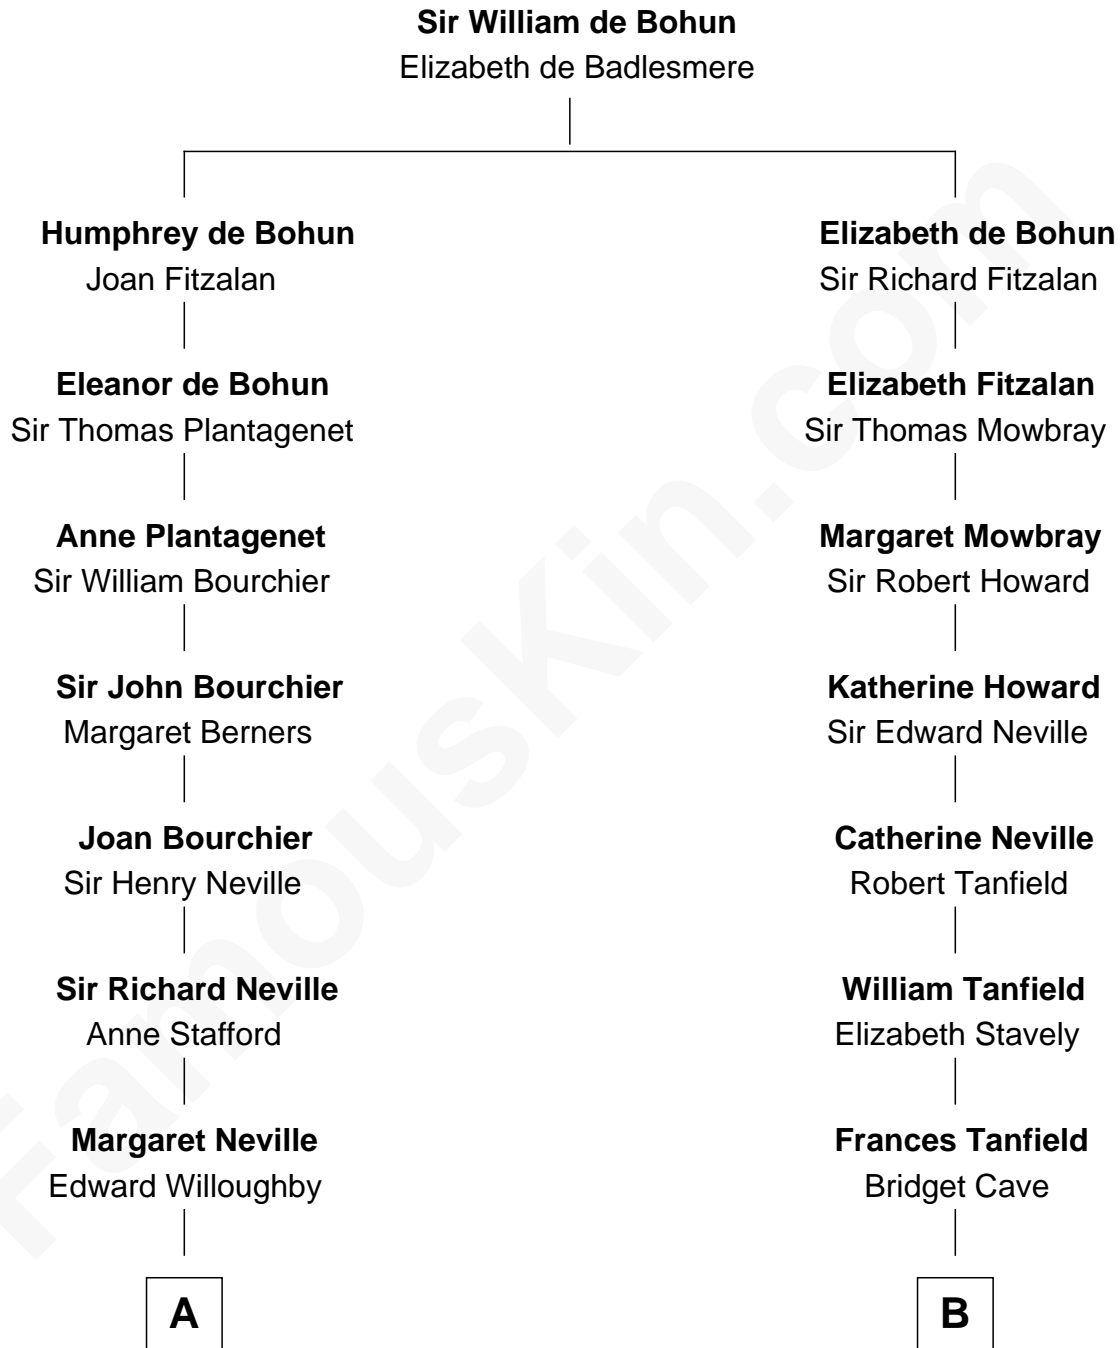 Sir William de Bohun
Elizabeth de Badlesmere
Humphrey de Bohun
Joan Fitzalan
Elizabeth de Bohun
Sir Richard Fitzalan
Eleanor de Bohun
Sir Thomas Plantagenet
Elizabeth Fitzalan
Sir Thomas Mowbray
Anne Plantagenet
Sir William Bourchier
Margaret Mowbray
Sir Robert Howard
Sir John Bourchier
Margaret Berners
Katherine Howard
Sir Edward Neville
Joan Bourchier
Sir Henry Neville
Catherine Neville
Robert Tanfield
Sir Richard Neville
Anne Stafford
William Tanfield
Elizabeth Stavely
Margaret Neville
Edward Willoughby
Frances Tanfield
Bridget Cave
A
B
FamousKin.com